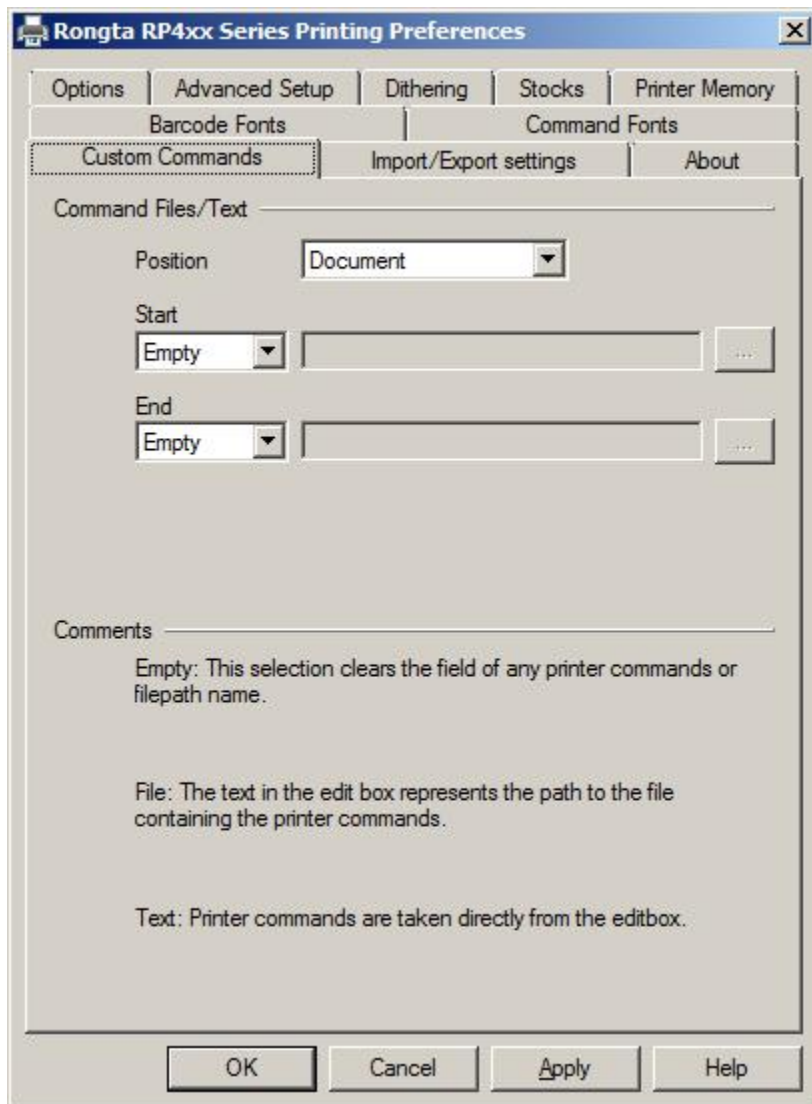 Rongta RP4xx Series Printing Preferences
Options Advanced Setup Dithering Stocks Printer Memory
Barcode Fonts Command Fonts
Custom Commands Import/Export settings About
Command Files/Text
Position Document
Start
Empty ...
End
Empty ...
Comments
Empty: This selection clears the field of any printer commands or
filepath name.
File: The text in the edit box represents the path to the file
containing the printer commands.
Text: Printer commands are taken directly from the editbox.
OK Cancel Apply Help